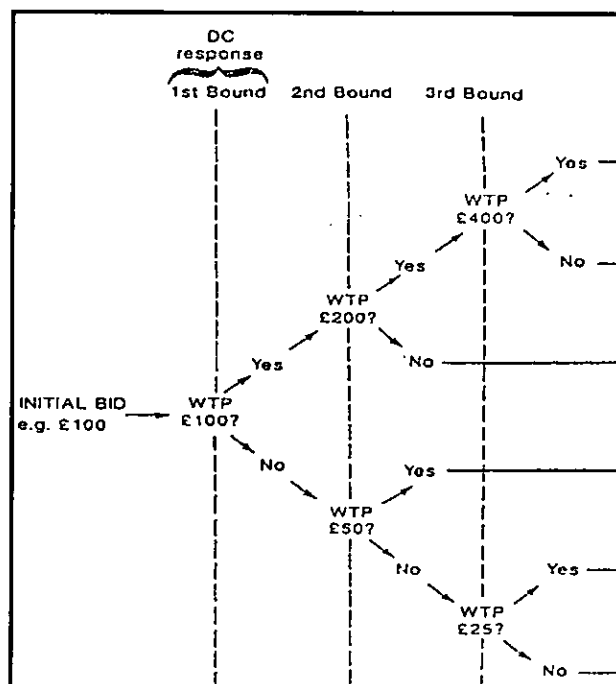 DC
response
1st Bound 2nd Bound 3rd Bound
Yes
WTP
£400?
Yes
No
WTP
£200?
Yes
No
INITIAL BID
e.g. £100
WTP
£100?
No
Yes
WTP
£50?
No
Yes
WTP
£25?
No